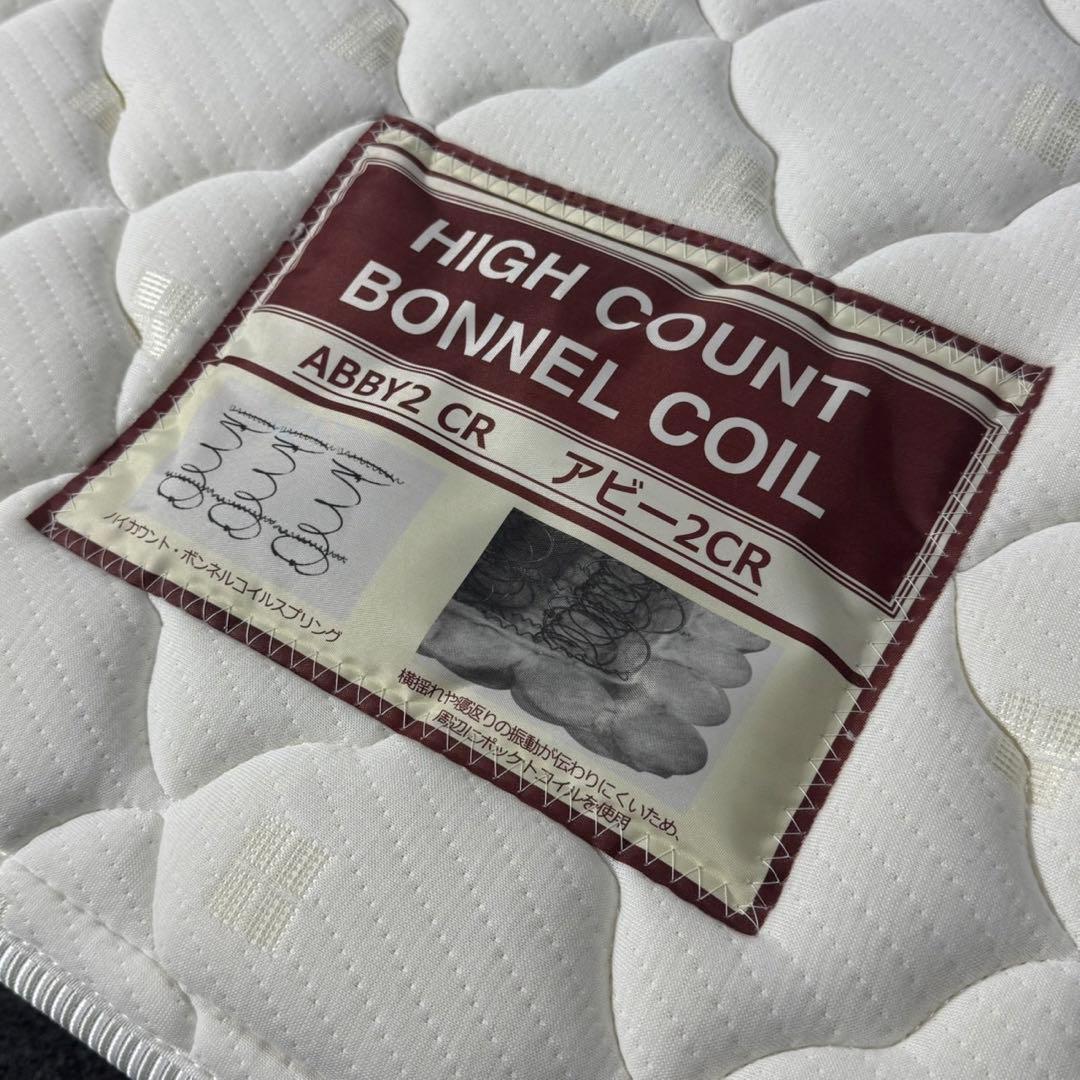 HIGH COUNT
BONNEL COIL
ABBY2 CR アビー2CR
ハイカウント・ボンネルコイルスプリング
横揺れや寝返りの振動が伝わりにくいため、
周辺にポケットコイルを使用